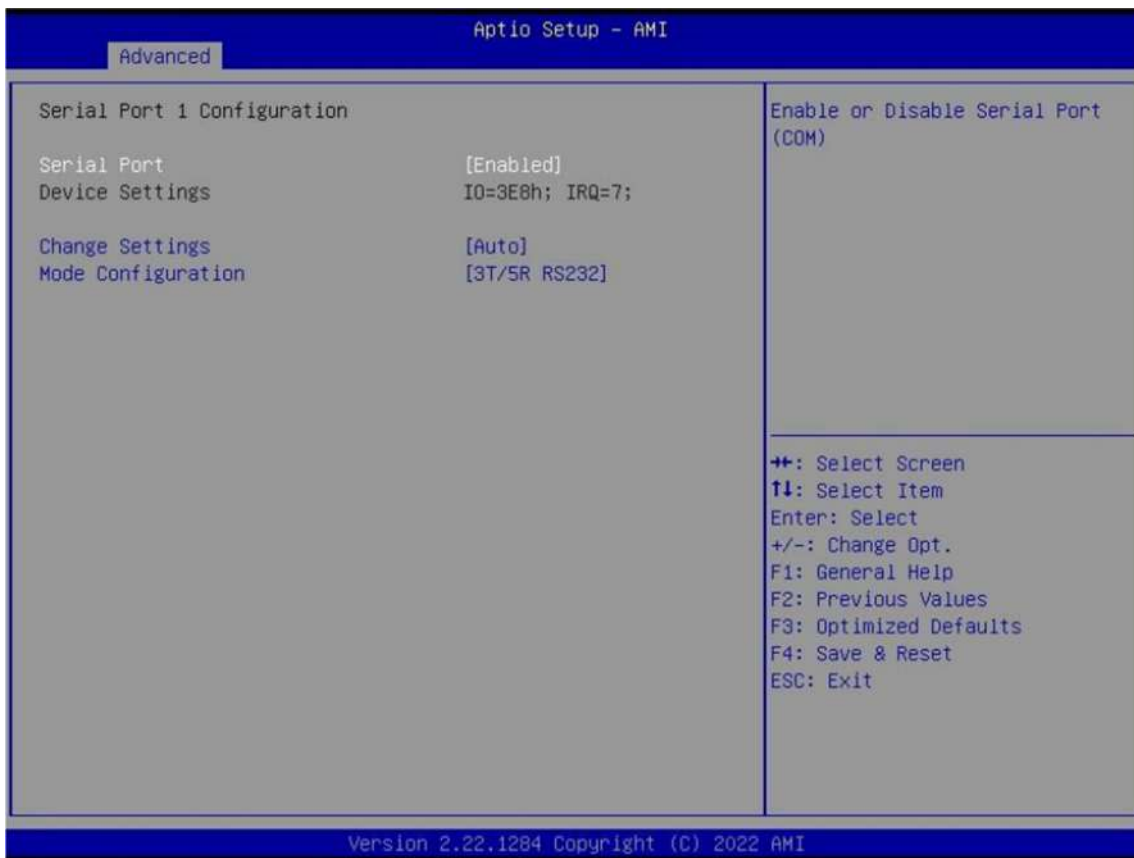 Aptio Setup – AMI
Advanced
Serial Port 1 Configuration
Serial Port [Enabled]
Device Settings IO=3E8h; IRQ=7;
Change Settings [Auto]
Mode Configuration [3T/5R RS232]
Enable or Disable Serial Port
(COM)
→←: Select Screen
↑↓: Select Item
Enter: Select
+/-: Change Opt.
F1: General Help
F2: Previous Values
F3: Optimized Defaults
F4: Save & Reset
ESC: Exit
Version 2.22.1284 Copyright (C) 2022 AMI